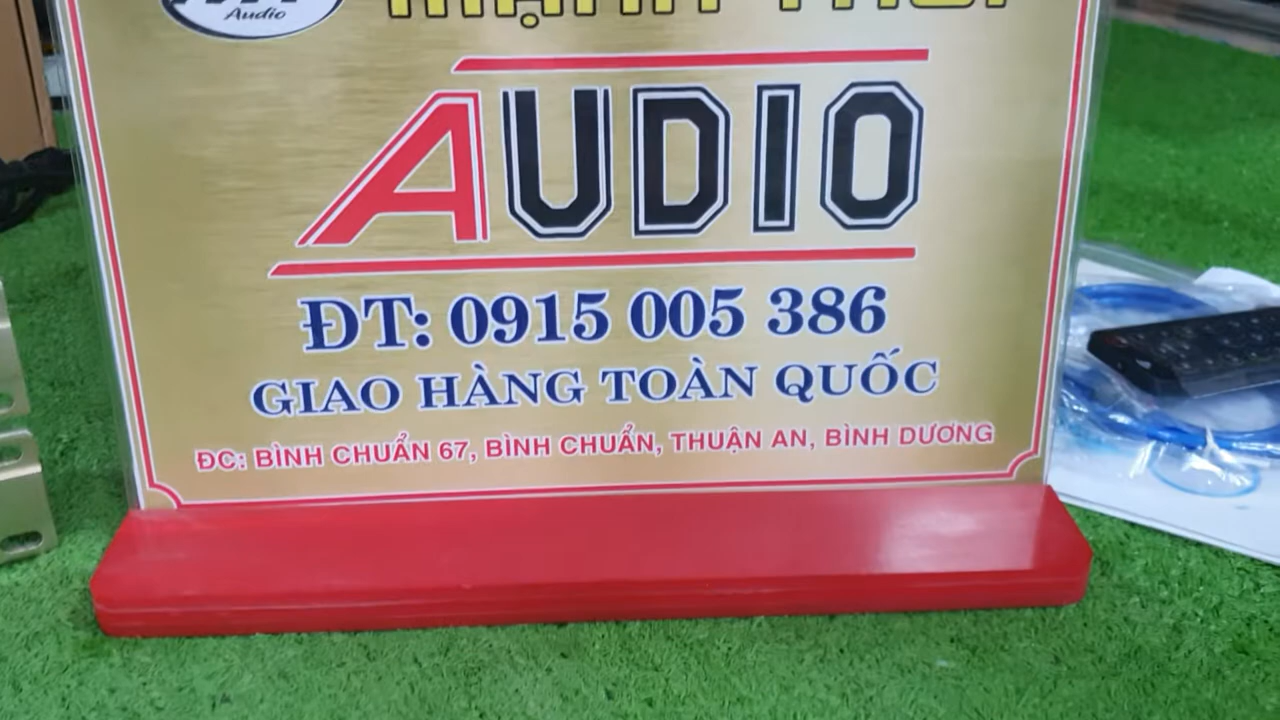 Audio
AUDIO
ĐT: 0915 005 386
GIAO HÀNG TOÀN QUỐC
ĐC: BÌNH CHUẨN 67, BÌNH CHUẨN, THUẬN AN, BÌNH DƯƠNG